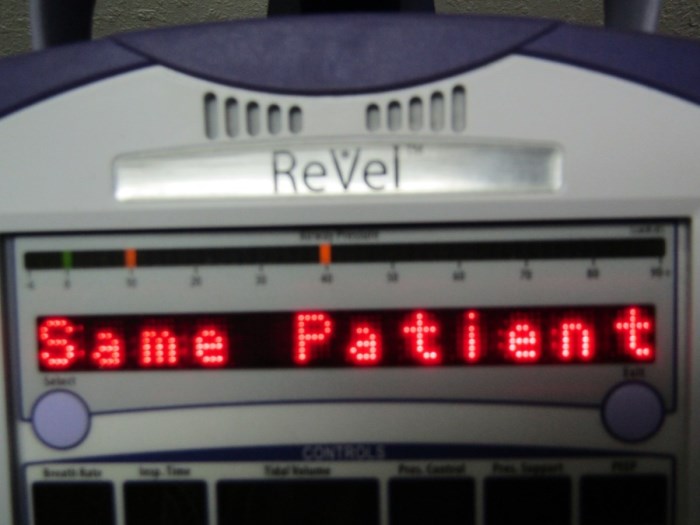 ReVel™
Airway Pressure
0 10 20 30 40 50 60 70 80 90+
Same Patient
Select
Exit
CONTROLS
Breath Rate Insp. Time Tidal Volume Pres. Control Pres. Support PEEP